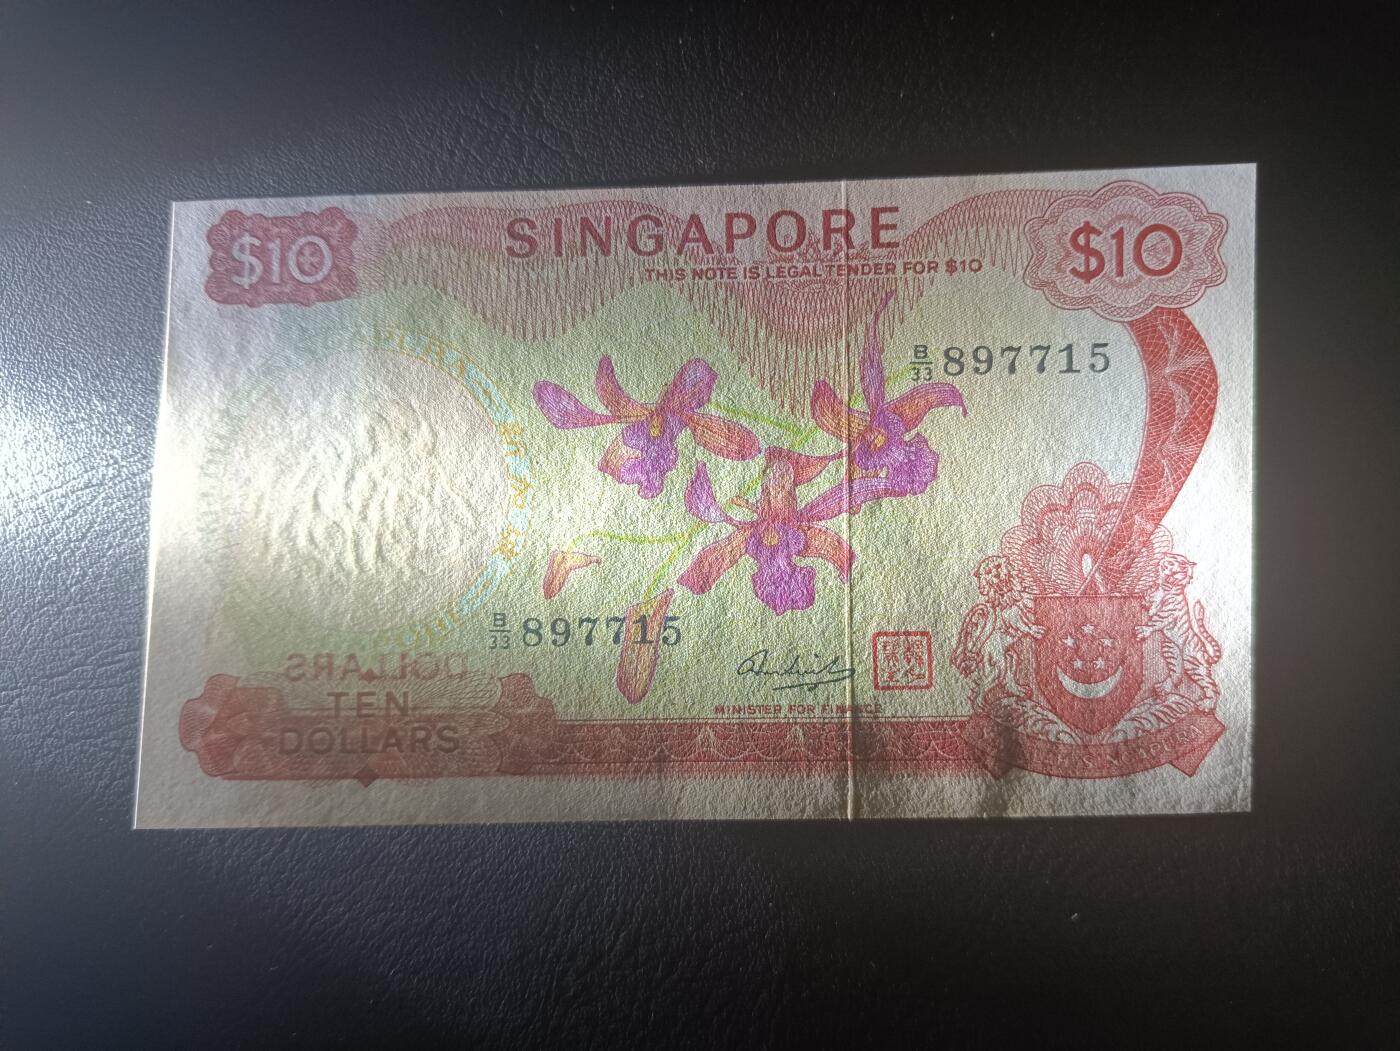 $10
SINGAPORE
$10
THIS NOTE IS LEGAL TENDER FOR $10
B/33 897715
B/33 897715
DOLLARS
TEN
DOLLARS
MINISTER FOR FINANCE